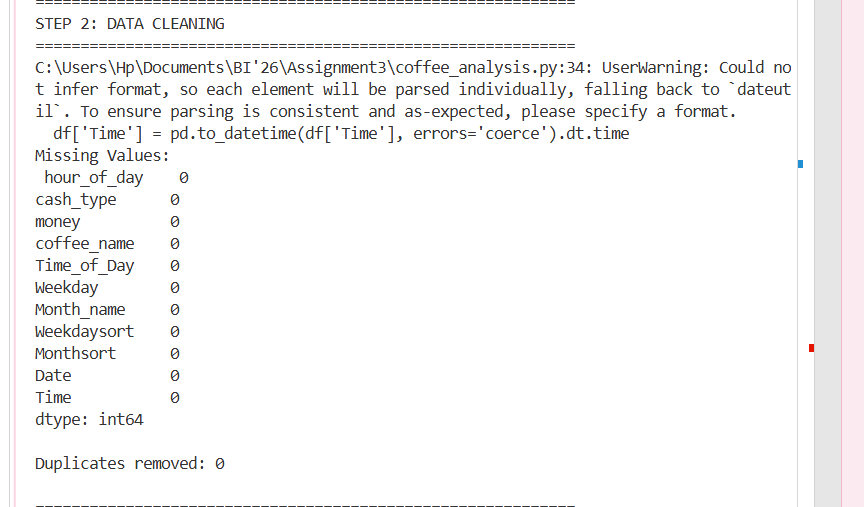 ============================================================
STEP 2: DATA CLEANING
============================================================
C:\Users\Hp\Documents\BI'26\Assignment3\coffee_analysis.py:34: UserWarning: Could no
t infer format, so each element will be parsed individually, falling back to `dateut
il`. To ensure parsing is consistent and as-expected, please specify a format.
  df['Time'] = pd.to_datetime(df['Time'], errors='coerce').dt.time
Missing Values:
 hour_of_day    0
cash_type      0
money          0
coffee_name    0
Time_of_Day    0
Weekday        0
Month_name     0
Weekdaysort    0
Monthsort      0
Date           0
Time           0
dtype: int64

Duplicates removed: 0

============================================================